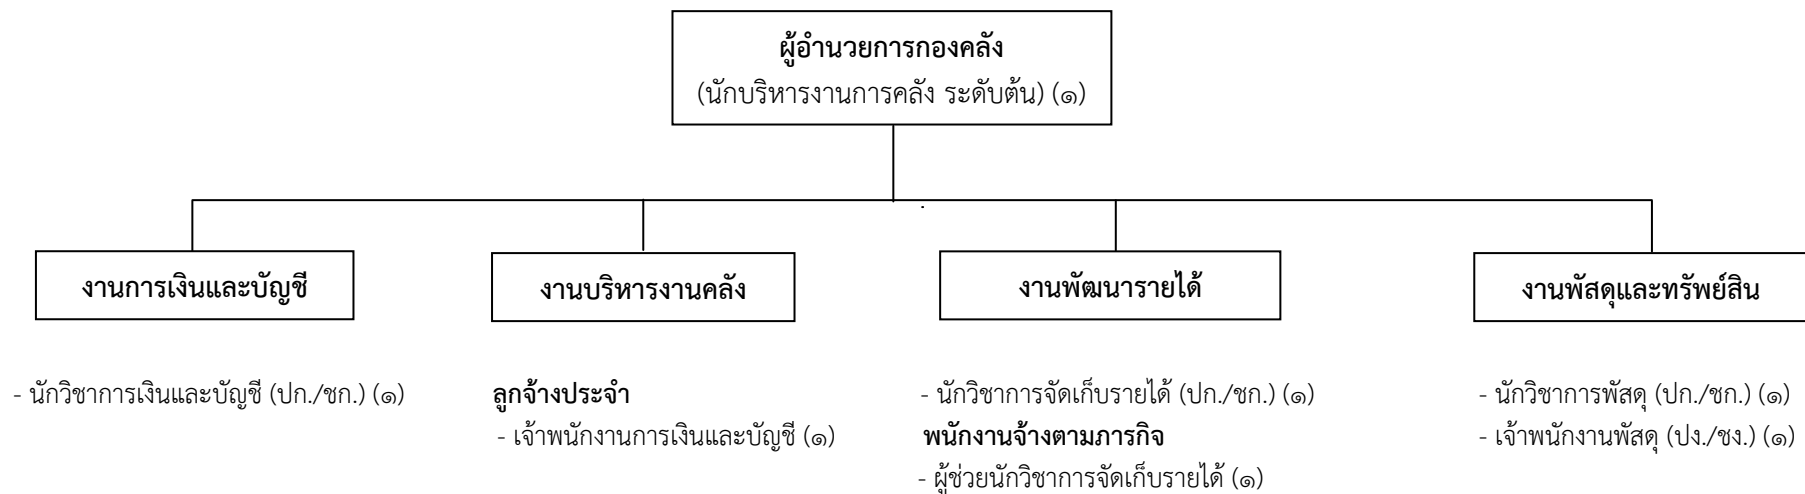 ผู้อำนวยการกองคลัง
(นักบริหารงานการคลัง ระดับต้น) (๑)
งานการเงินและบัญชี
งานบริหารงานคลัง
งานพัฒนารายได้
งานพัสดุและทรัพย์สิน
- นักวิชาการเงินและบัญชี (ปก./ชก.) (๑)
ลูกจ้างประจำ
- เจ้าพนักงานการเงินและบัญชี (๑)
- นักวิชาการจัดเก็บรายได้ (ปก./ชก.) (๑)
พนักงานจ้างตามภารกิจ
- ผู้ช่วยนักวิชาการจัดเก็บรายได้ (๑)
- นักวิชาการพัสดุ (ปก./ชก.) (๑)
- เจ้าพนักงานพัสดุ (ปง./ชง.) (๑)